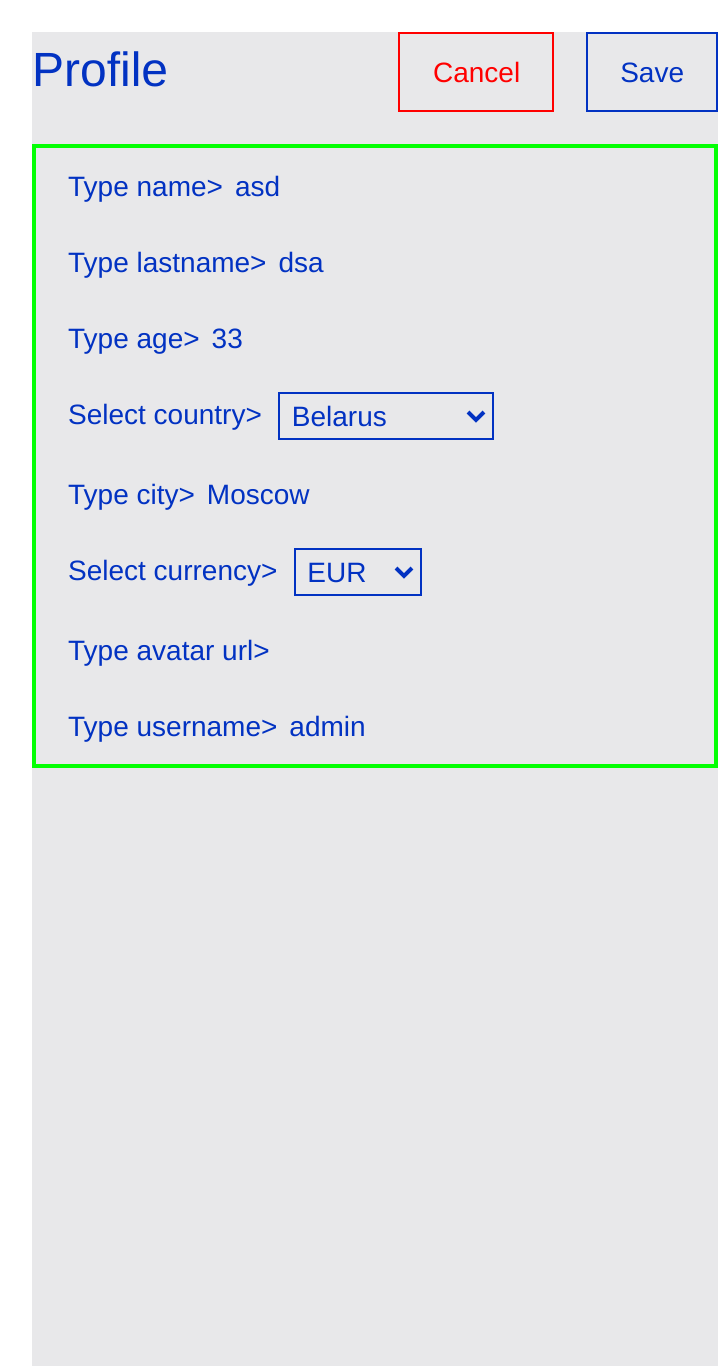 Profile Cancel Save
Type name> asd
Type lastname> dsa
Type age> 33
Select country> Belarus
Type city> Moscow
Select currency> EUR
Type avatar url>
Type username> admin